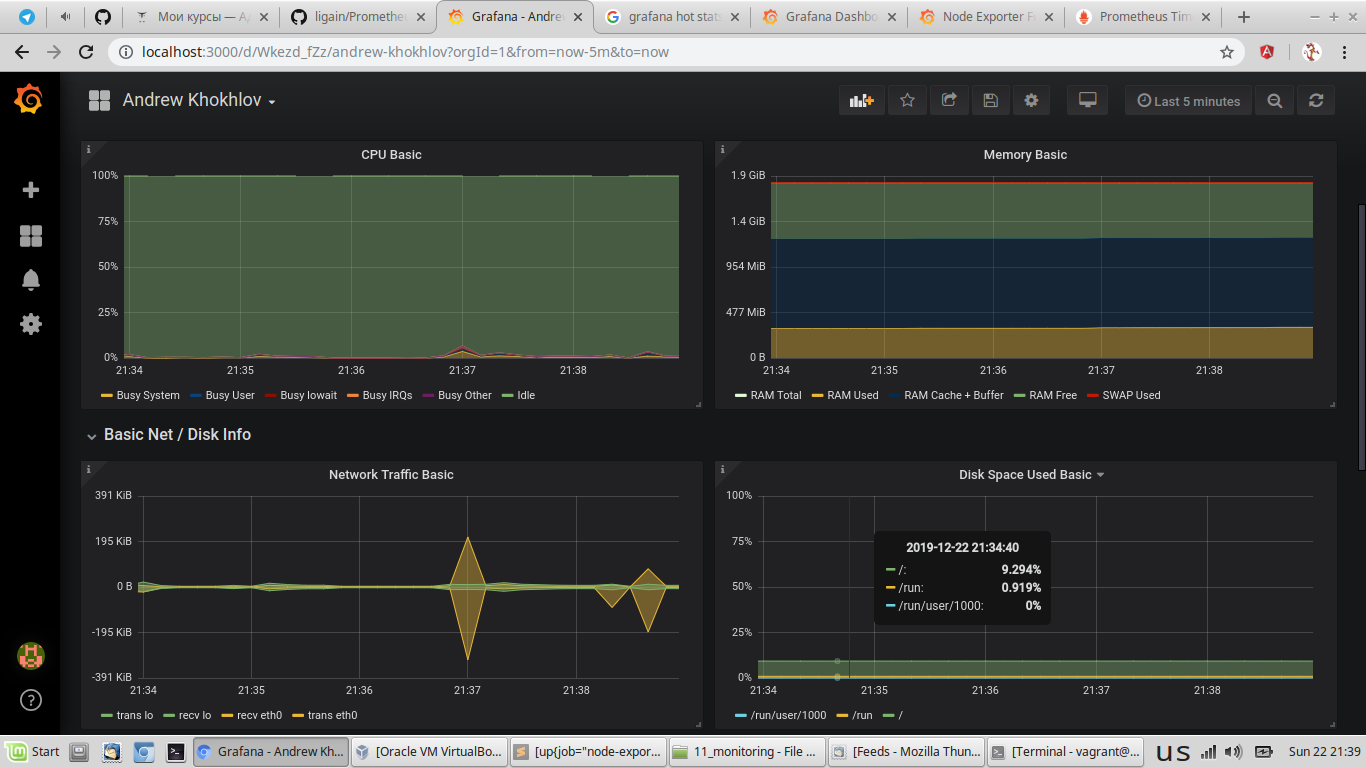 Мои курсы — А
ligain/Promethe
Grafana - Andre
grafana hot stat
Grafana Dashbo
Node Exporter F
Prometheus Tim
localhost:3000/d/Wkezd_fZz/andrew-khokhlov?orgId=1&from=now-5m&to=now
Andrew Khokhlov
Last 5 minutes
CPU Basic
100%
75%
50%
25%
0%
21:34 21:35 21:36 21:37 21:38
Busy System Busy User Busy Iowait Busy IRQs Busy Other Idle
Memory Basic
1.9 GiB
1.4 GiB
954 MiB
477 MiB
0 B
21:34 21:35 21:36 21:37 21:38
RAM Total RAM Used RAM Cache + Buffer RAM Free SWAP Used
Basic Net / Disk Info
Network Traffic Basic
391 KiB
195 KiB
0 B
-195 KiB
-391 KiB
21:34 21:35 21:36 21:37 21:38
trans lo recv lo recv eth0 trans eth0
Disk Space Used Basic
100%
75%
50%
25%
0%
2019-12-22 21:34:40
/: 9.294%
/run: 0.919%
/run/user/1000: 0%
21:34 21:35 21:36 21:37 21:38
/run/user/1000 /run /
Start
Grafana - Andrew Kh...
[Oracle VM VirtualBo...
[up{job="node-expor...
11_monitoring - File ...
[Feeds - Mozilla Thun...
[Terminal - vagrant@...
us
Sun 22 21:39